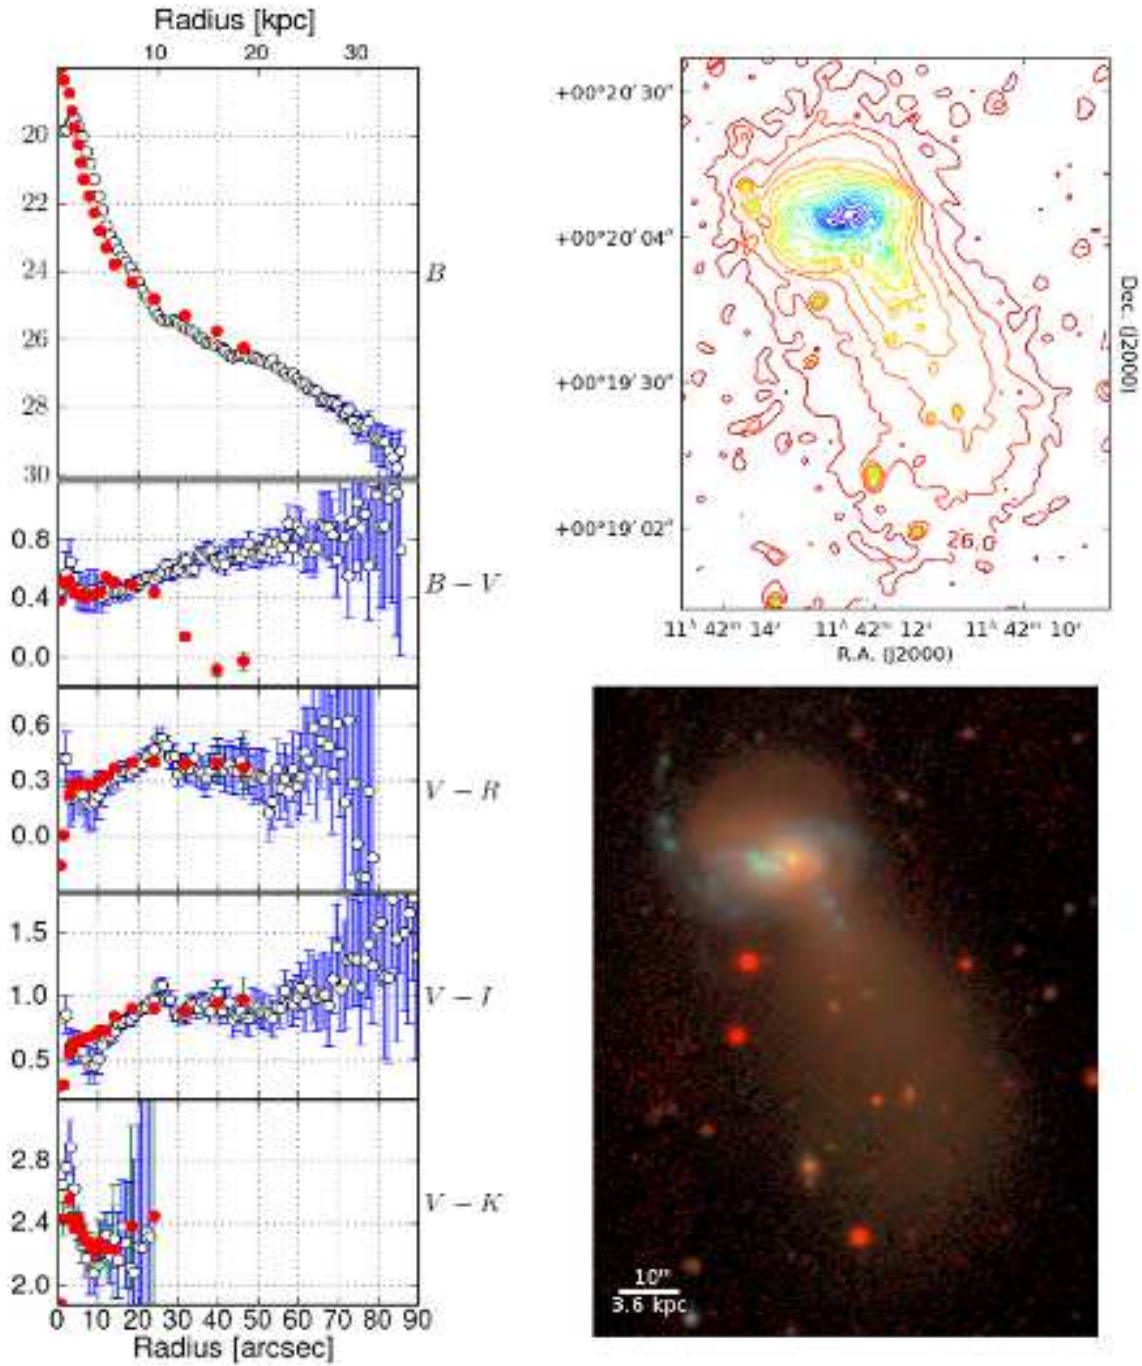 Radius [kpc]
10 20 30
20
22
24
26
28
30
B
0.8
0.4
0.0
B − V
0.6
0.3
0.0
V − R
1.5
1.0
0.5
V − I
2.8
2.4
2.0
V − K
0 10 20 30 40 50 60 70 80 90
Radius [arcsec]
+00°20′30″
+00°20′04″
+00°19′30″
+00°19′02″
26.0
Dec. (J2000)
11ʰ 42ᵐ 14ˢ 11ʰ 42ᵐ 12ˢ 11ʰ 42ᵐ 10ˢ
R.A. (J2000)
10"
3.6 kpc